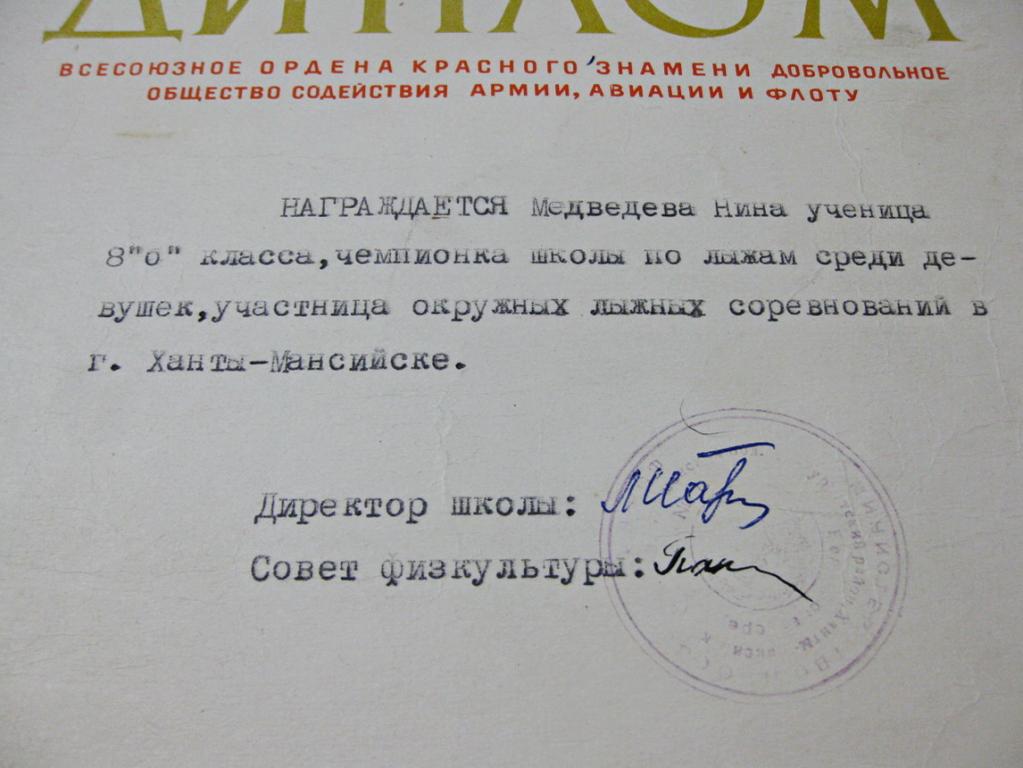 ДИПЛОМ
ВСЕСОЮЗНОЕ ОРДЕНА КРАСНОГО ЗНАМЕНИ ДОБРОВОЛЬНОЕ
ОБЩЕСТВО СОДЕЙСТВИЯ АРМИИ, АВИАЦИИ И ФЛОТУ
НАГРАЖДАЕТСЯ Медведева Нина ученица
8"б" класса,чемпионка школы по лыжам среди де-
вушек,участница окружных лыжных соревнований в
г. Ханты-Мансийске.
Директор школы:
Совет физкультуры: